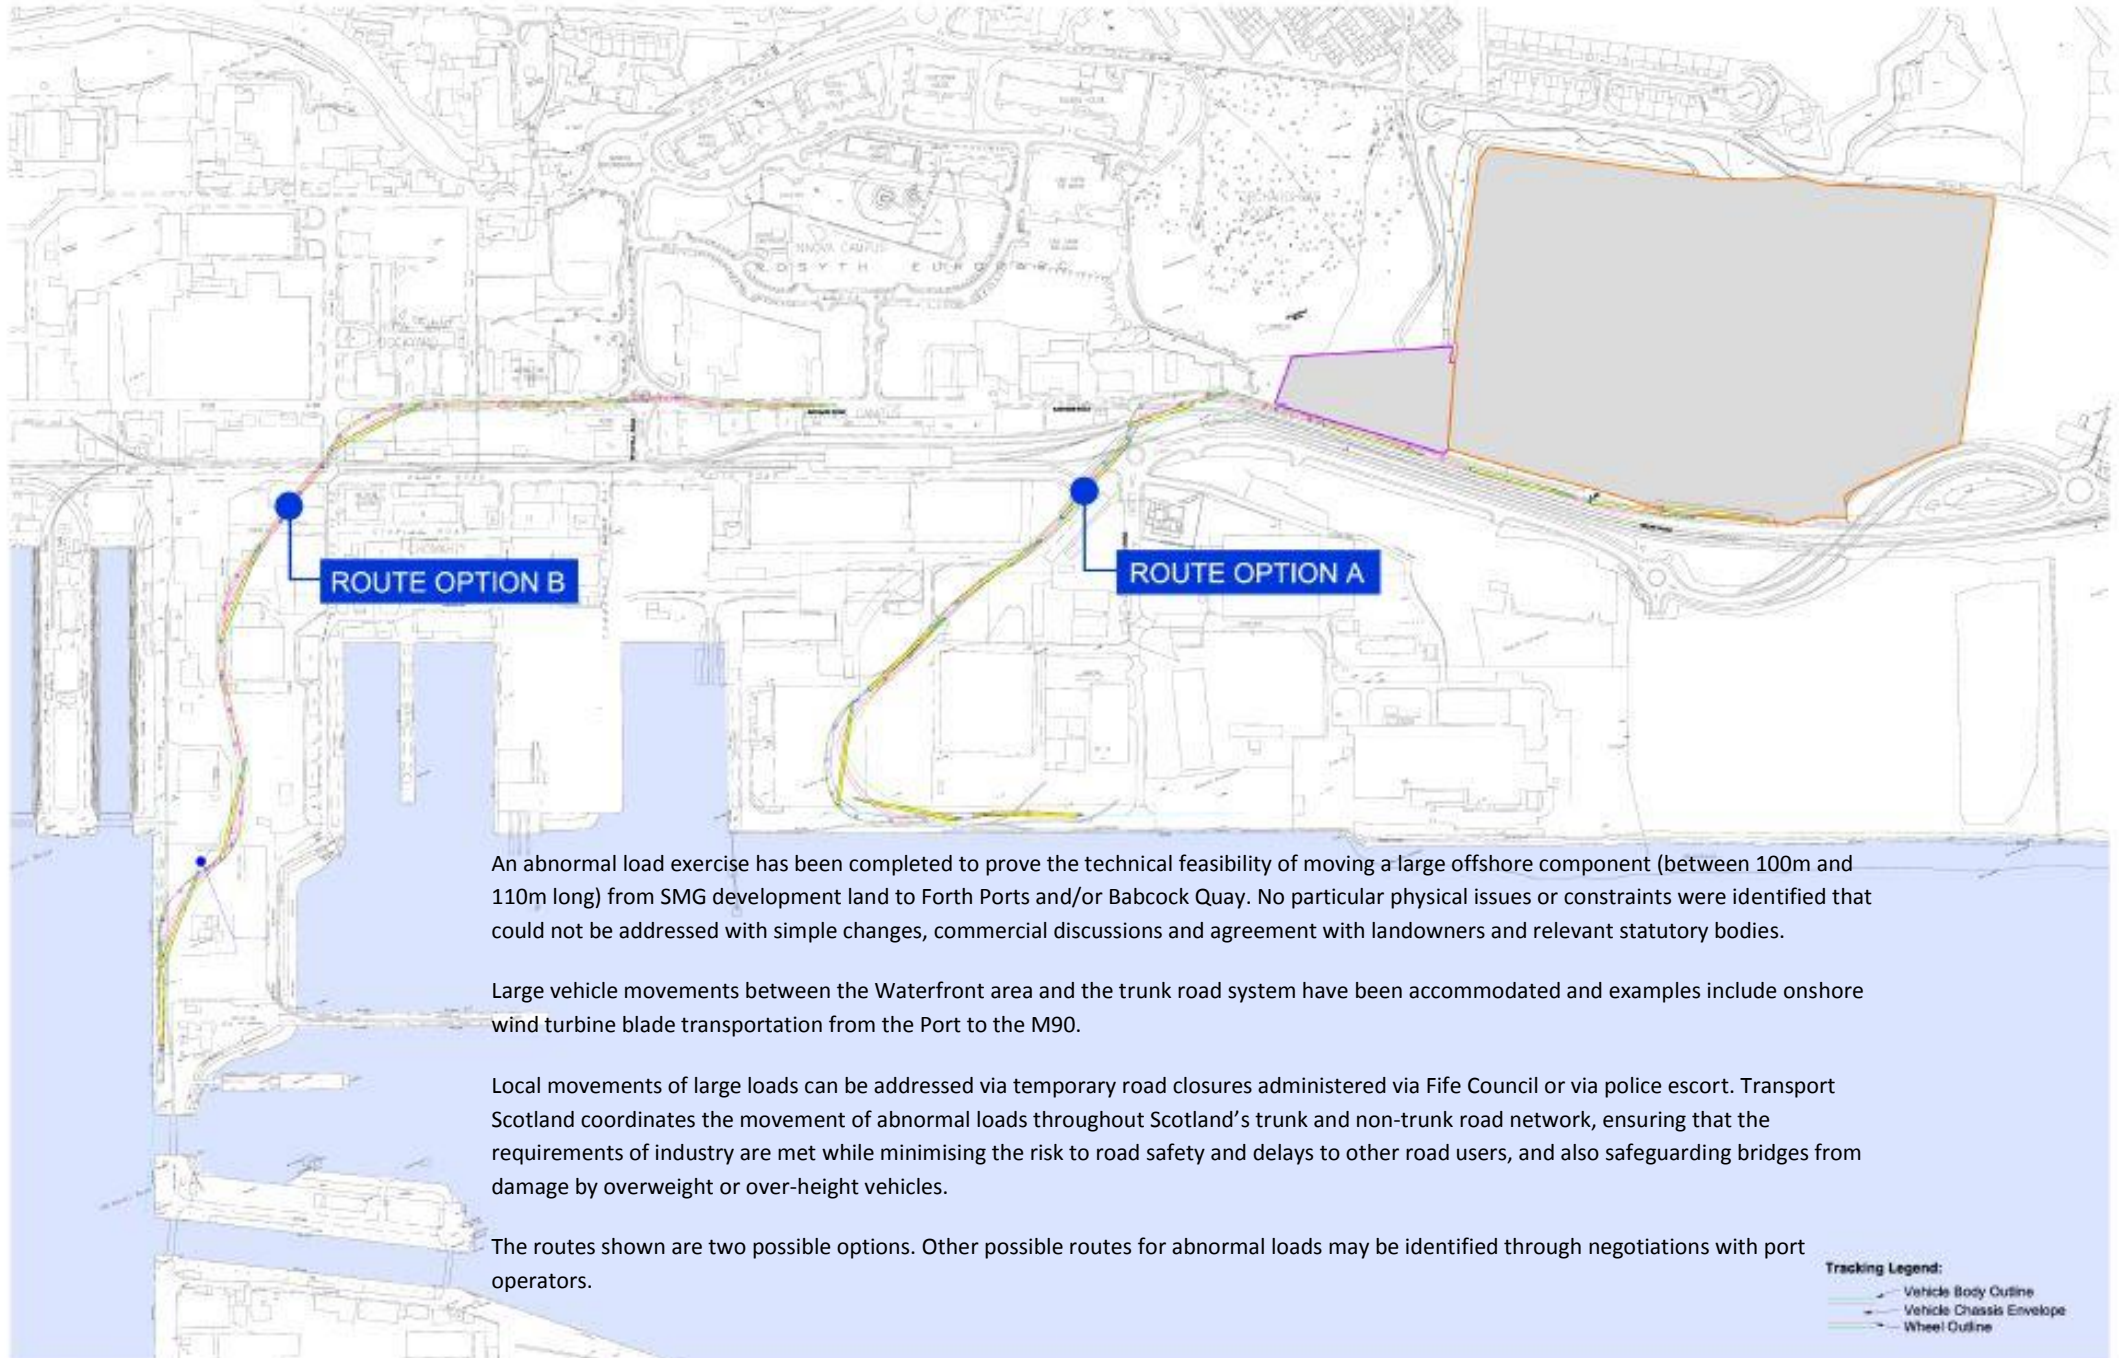 INNOVA CAMPUS
ROSYTH EUROPARC
DOCKYARD
ROUTE OPTION B
ROUTE OPTION A
An abnormal load exercise has been completed to prove the technical feasibility of moving a large offshore component (between 100m and
110m long) from SMG development land to Forth Ports and/or Babcock Quay. No particular physical issues or constraints were identified that
could not be addressed with simple changes, commercial discussions and agreement with landowners and relevant statutory bodies.
Large vehicle movements between the Waterfront area and the trunk road system have been accommodated and examples include onshore
wind turbine blade transportation from the Port to the M90.
Local movements of large loads can be addressed via temporary road closures administered via Fife Council or via police escort. Transport
Scotland coordinates the movement of abnormal loads throughout Scotland’s trunk and non-trunk road network, ensuring that the
requirements of industry are met while minimising the risk to road safety and delays to other road users, and also safeguarding bridges from
damage by overweight or over-height vehicles.
The routes shown are two possible options. Other possible routes for abnormal loads may be identified through negotiations with port
operators.
Tracking Legend:
Vehicle Body Outline
Vehicle Chassis Envelope
Wheel Outline